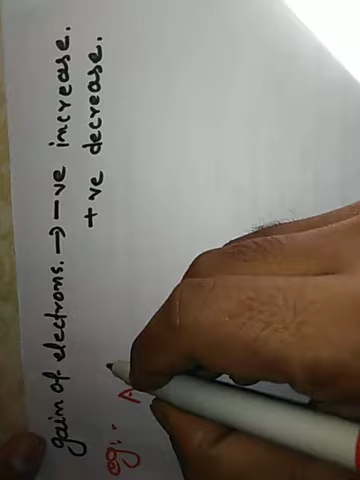 gain of electrons. → -ve increase.
+ve decrease.
eg:- A